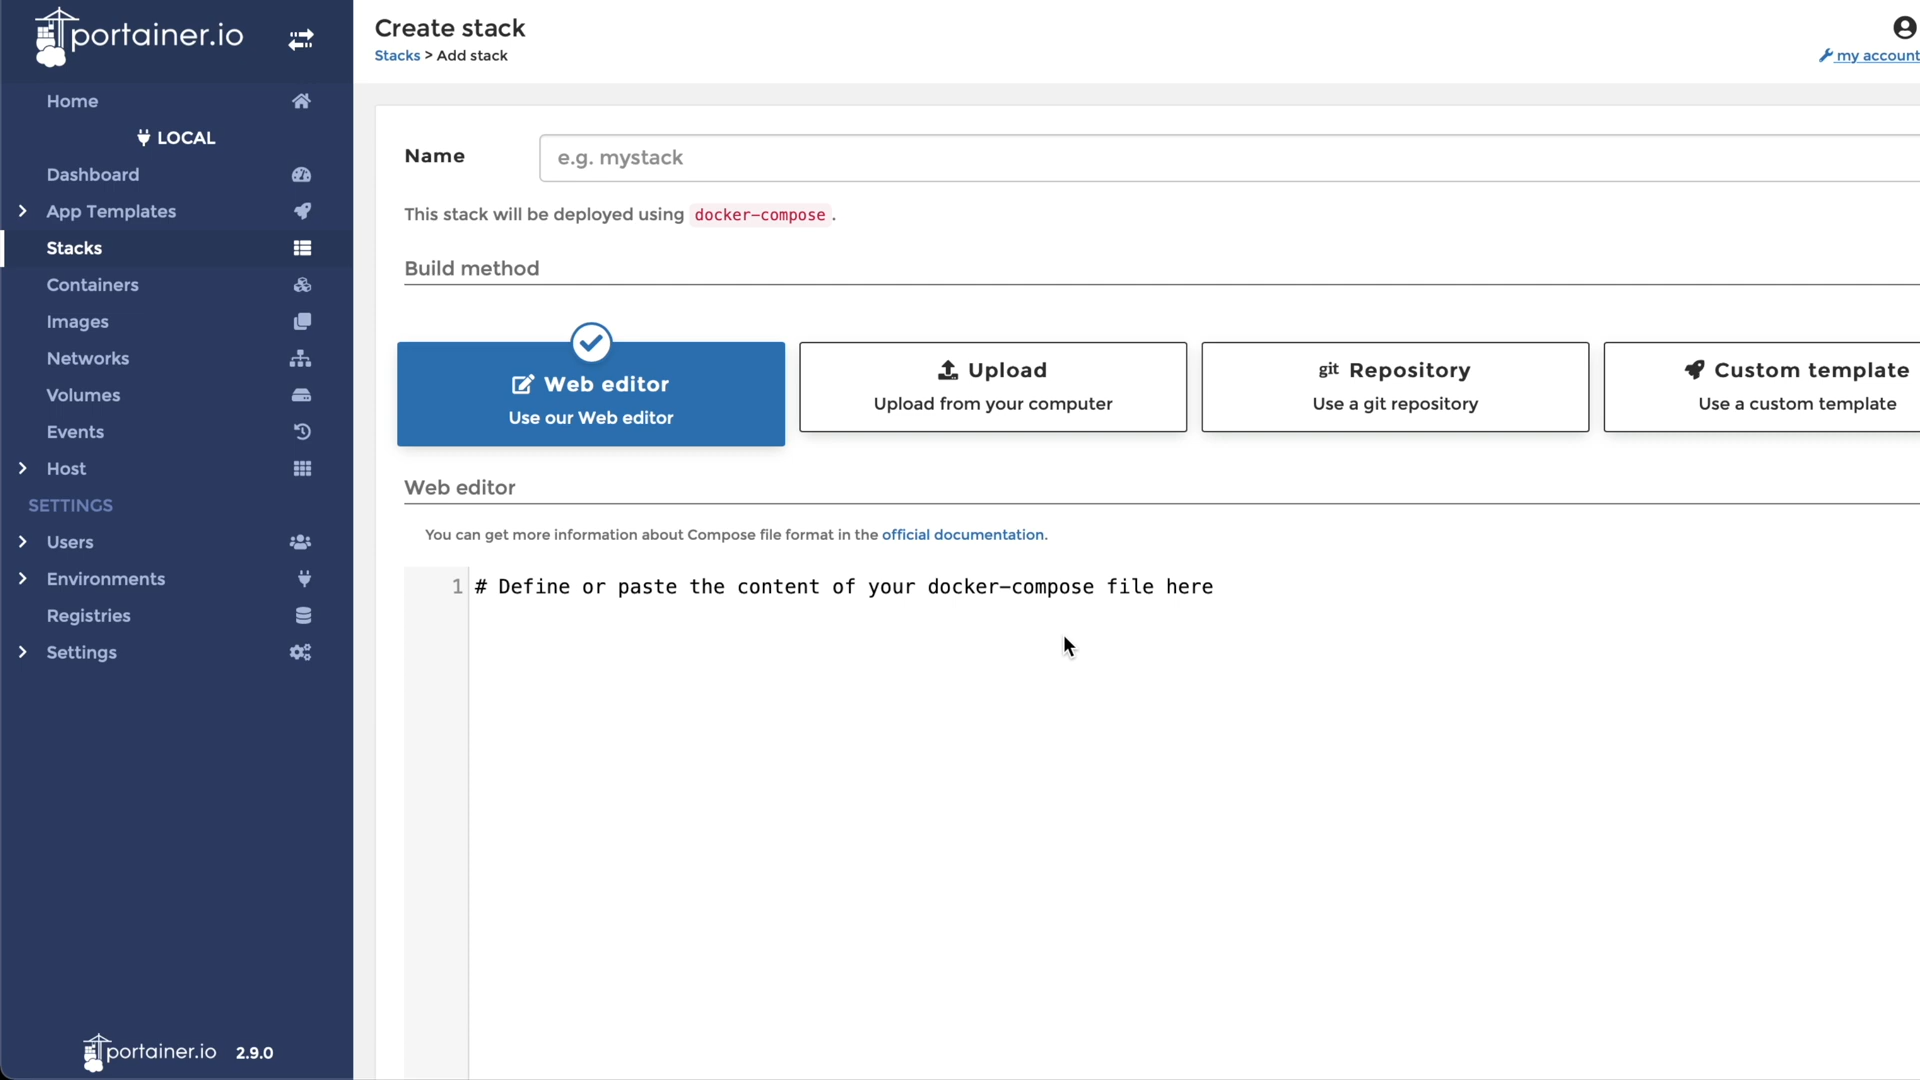 portainer.io
Home
LOCAL
Dashboard
App Templates
Stacks
Containers
Images
Networks
Volumes
Events
Host
SETTINGS
Users
Environments
Registries
Settings
portainer.io 2.9.0
Create stack
Stacks > Add stack
my account
Name
e.g. mystack
This stack will be deployed using docker-compose .
Build method
Web editor
Use our Web editor
Upload
Upload from your computer
git Repository
Use a git repository
Custom template
Use a custom template
Web editor
You can get more information about Compose file format in the official documentation.
1 # Define or paste the content of your docker-compose file here